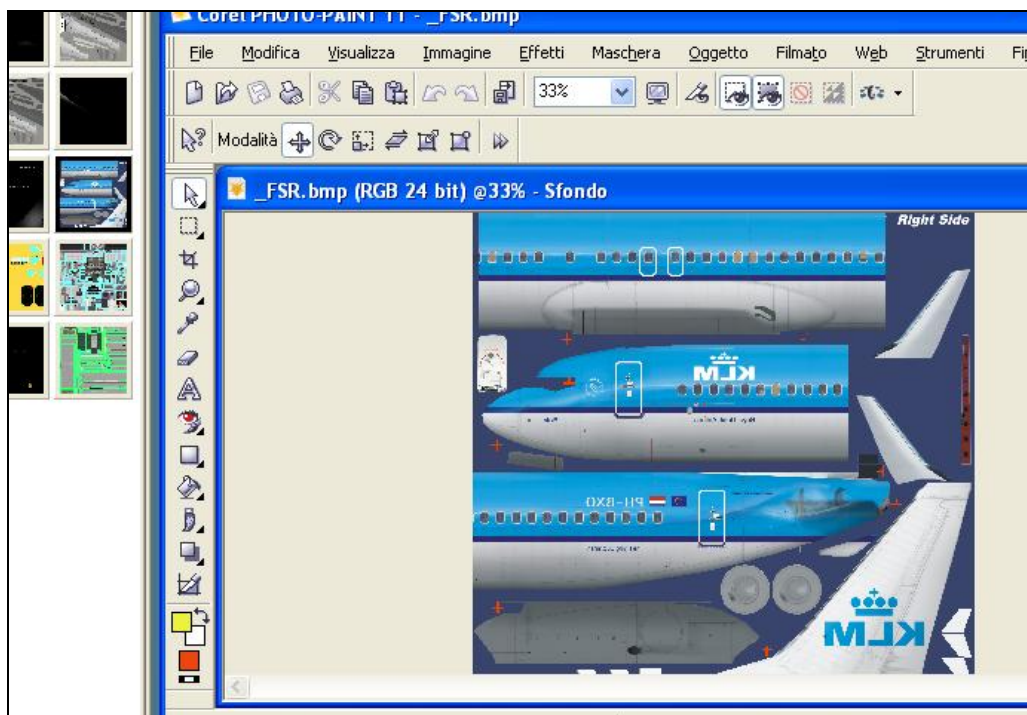 Corel PHOTO-PAINT 11 - _FSR.bmp
File Modifica Visualizza Immagine Effetti Maschera Oggetto Filmato Web Strumenti
33%
Modalità
_FSR.bmp (RGB 24 bit) @33% - Sfondo
Right Side
KLM
PH-BXO
KLM